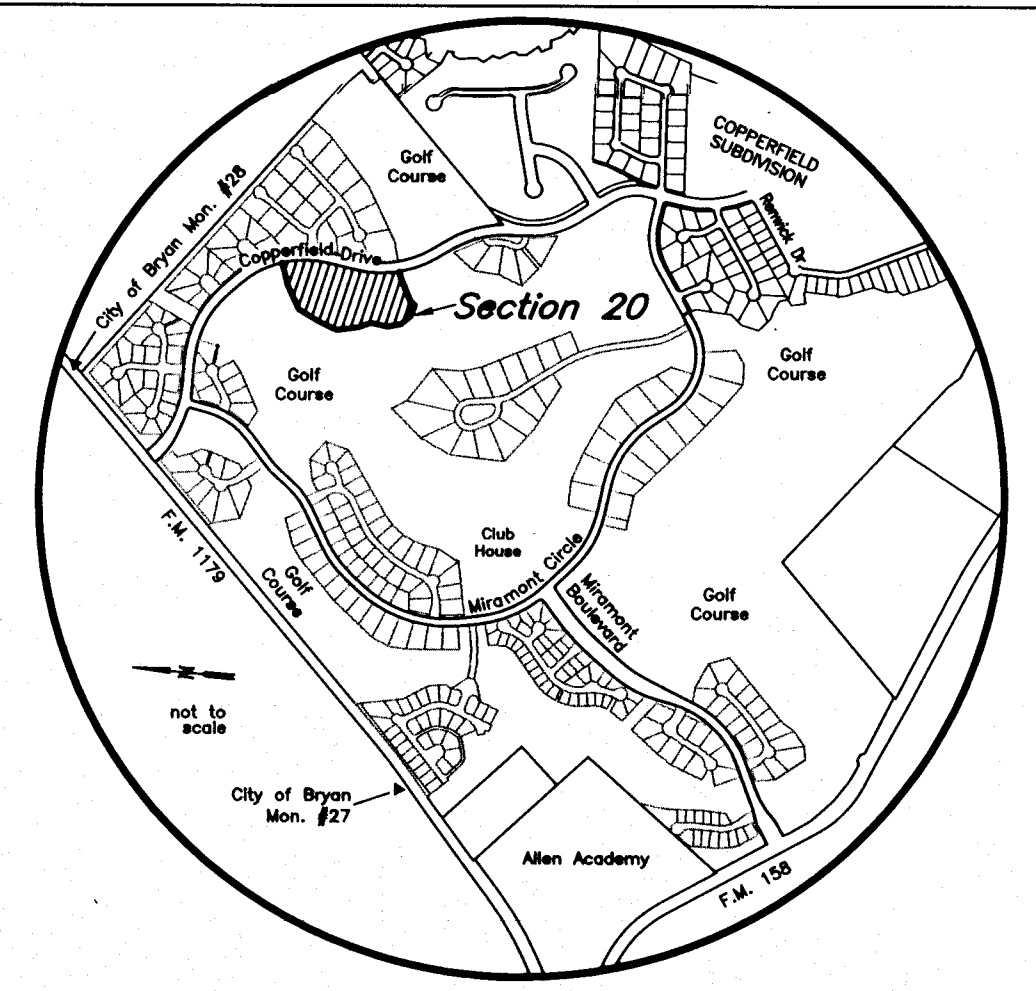 COPPERFIELD
SUBDIVISION
Golf
Course
City of Bryan Mon. #28
Renwick Dr
Copperfield Drive
Section 20
Golf
Course
Golf
Course
F.M. 1179
Golf
Course
Club
House
Miramont Circle
Miramont
Boulevard
Golf
Course
N
not to
scale
City of Bryan
Mon. #27
Allen Academy
F.M. 158